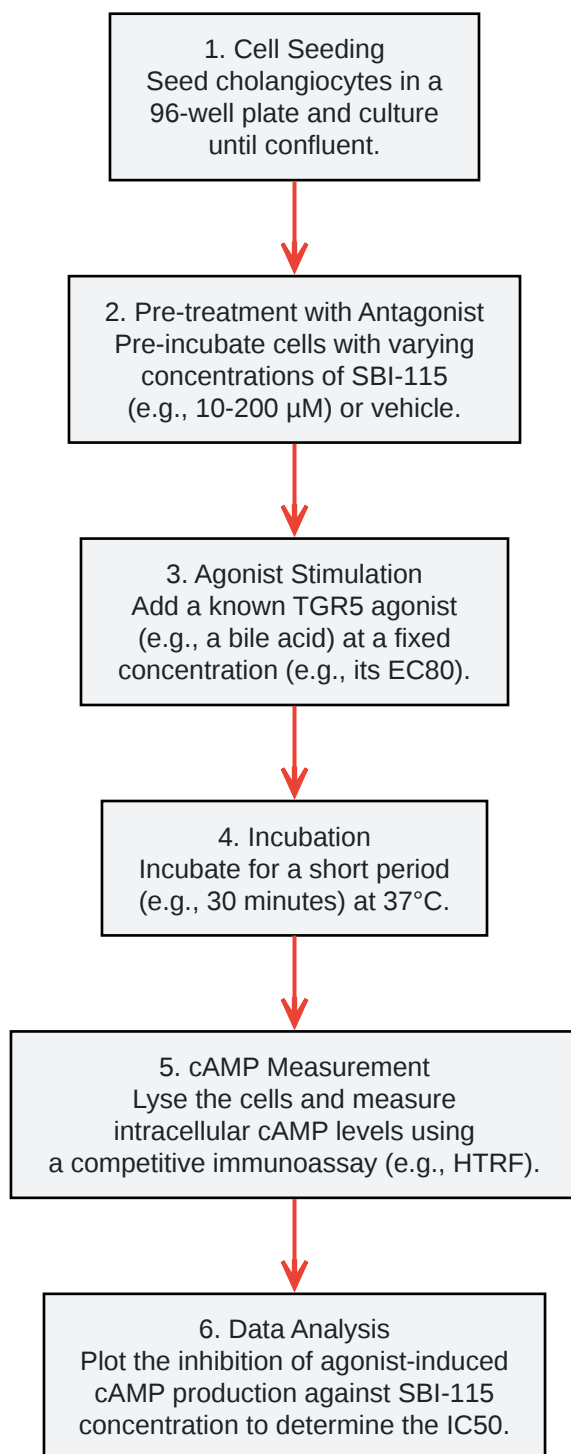 1. Cell Seeding
Seed cholangiocytes in a
96-well plate and culture
until confluent.
2. Pre-treatment with Antagonist
Pre-incubate cells with varying
concentrations of SBI-115
(e.g., 10-200 µM) or vehicle.
3. Agonist Stimulation
Add a known TGR5 agonist
(e.g., a bile acid) at a fixed
concentration (e.g., its EC80).
4. Incubation
Incubate for a short period
(e.g., 30 minutes) at 37°C.
5. cAMP Measurement
Lyse the cells and measure
intracellular cAMP levels using
a competitive immunoassay (e.g., HTRF).
6. Data Analysis
Plot the inhibition of agonist-induced
cAMP production against SBI-115
concentration to determine the IC50.